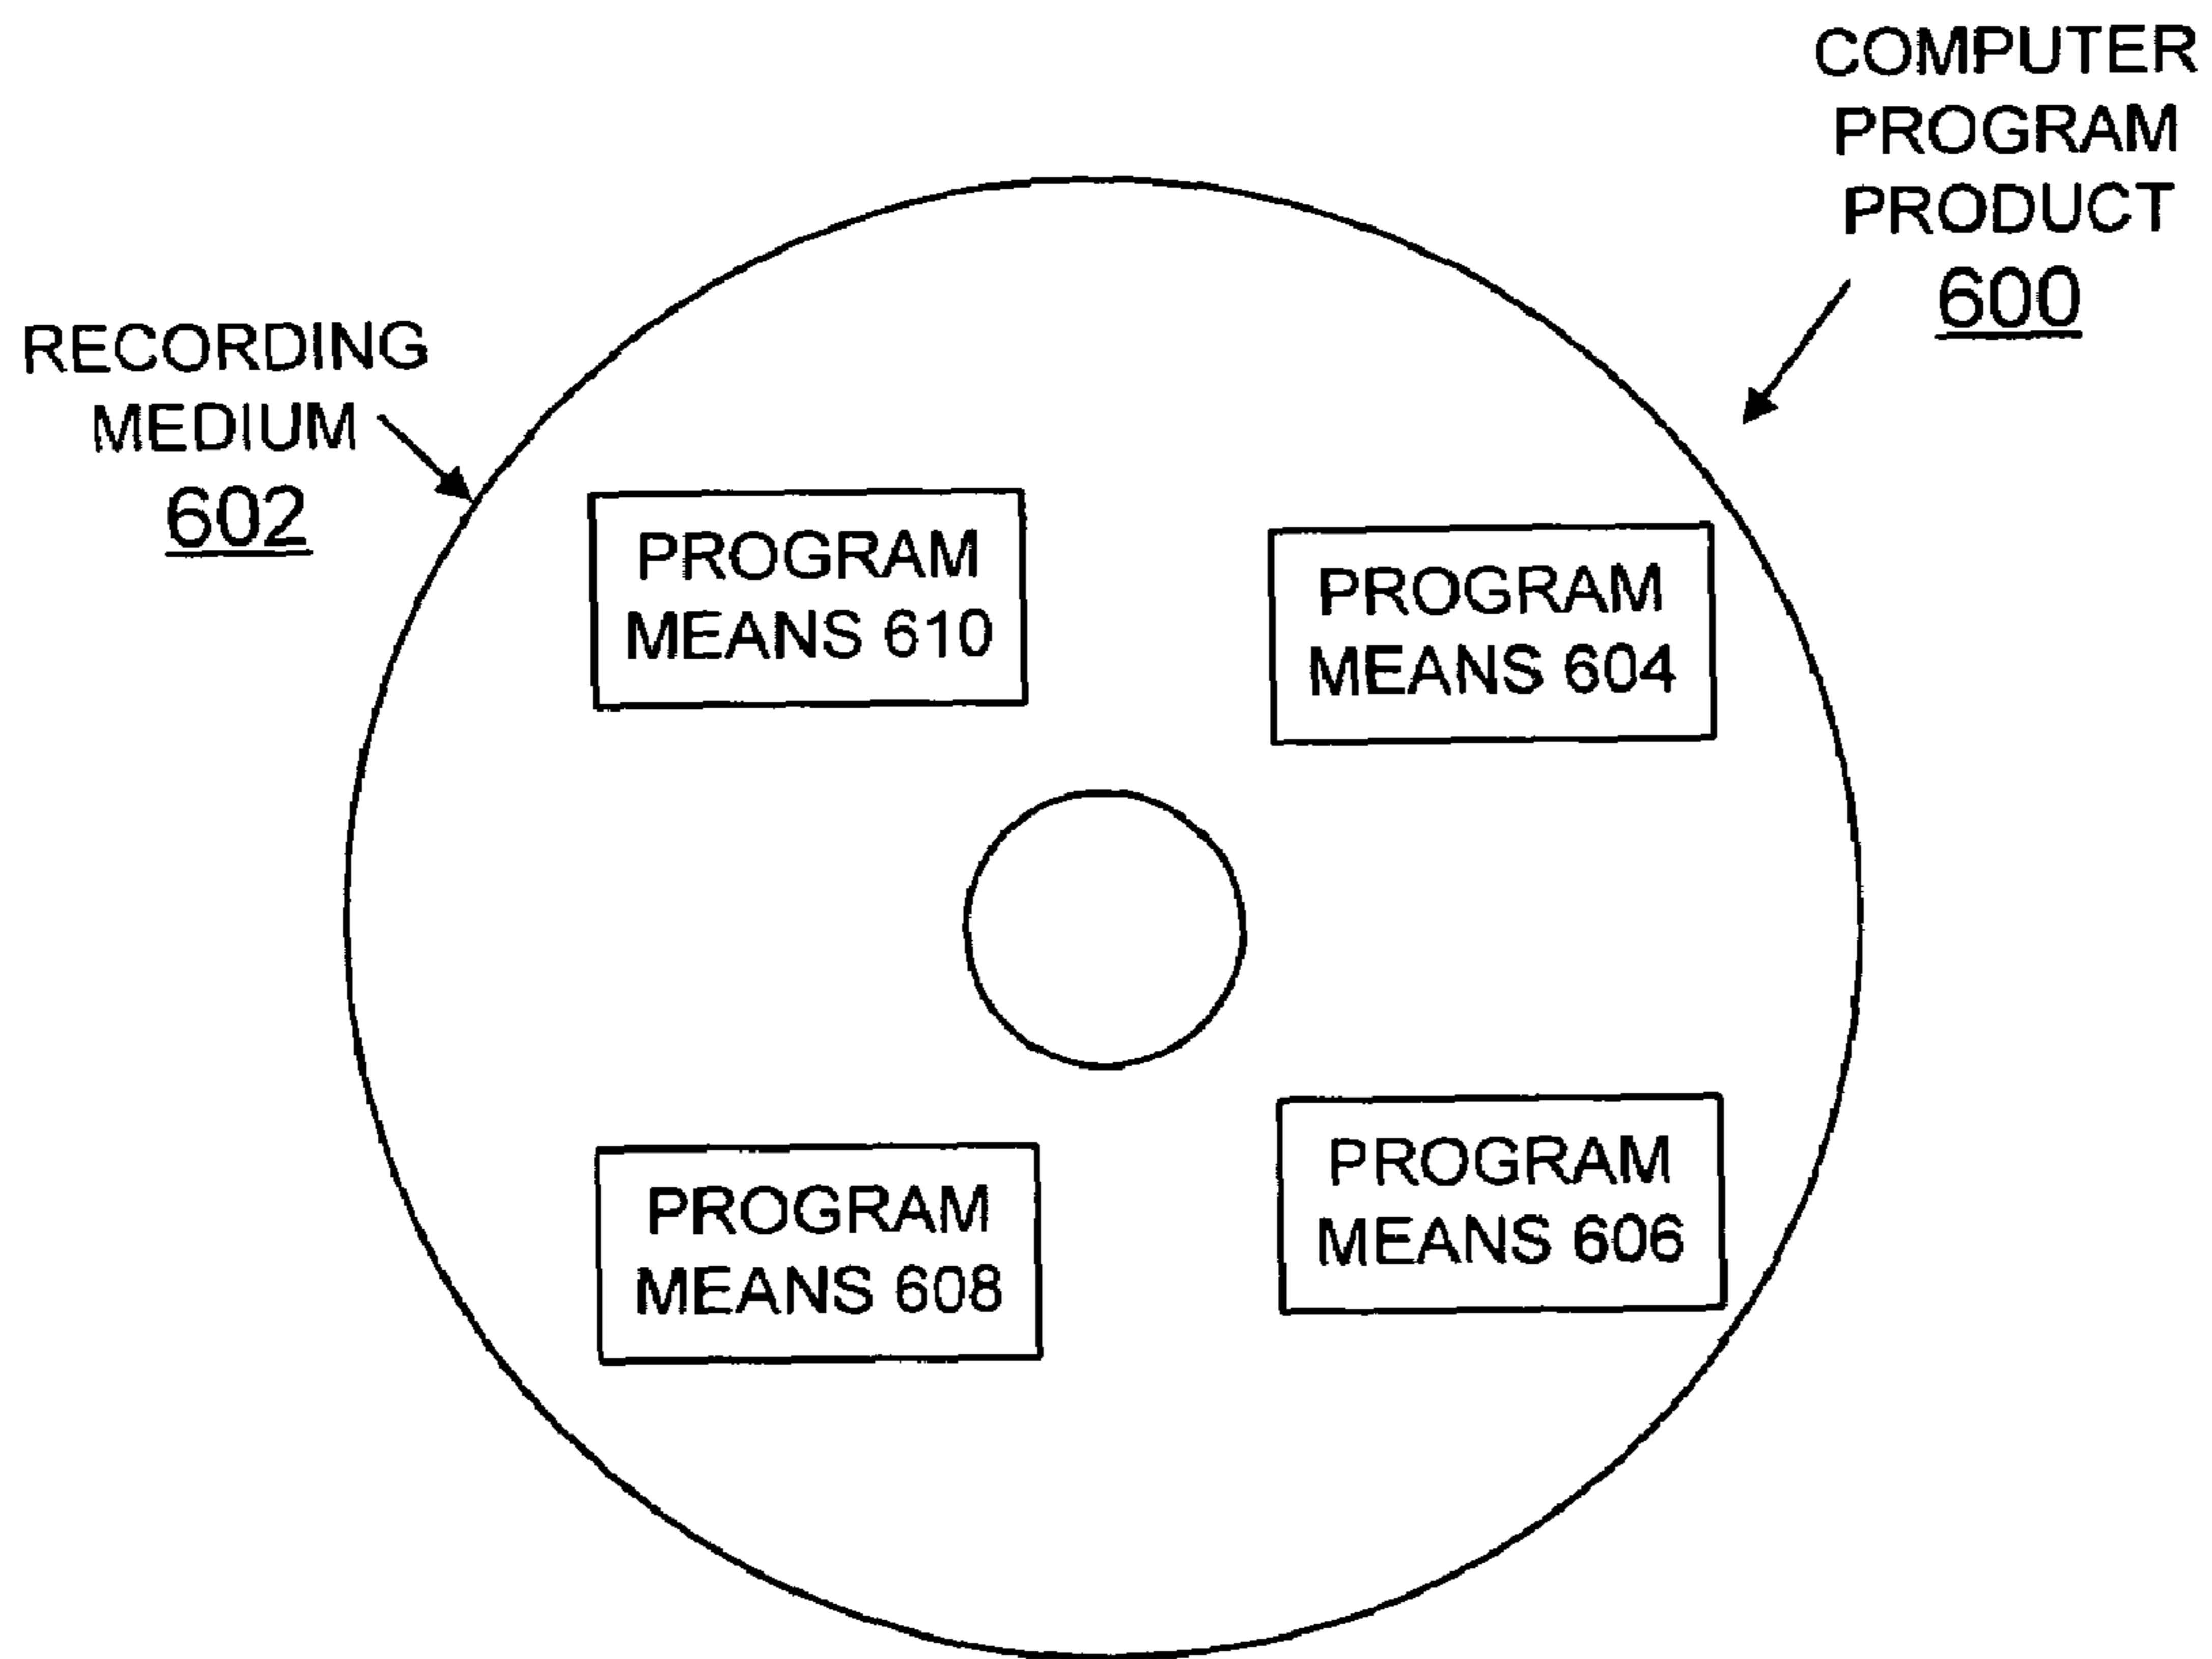 COMPUTER
PROGRAM
PRODUCT
600
RECORDING
MEDIUM
602
PROGRAM
MEANS 610
PROGRAM
MEANS 604
PROGRAM
MEANS 608
PROGRAM
MEANS 606